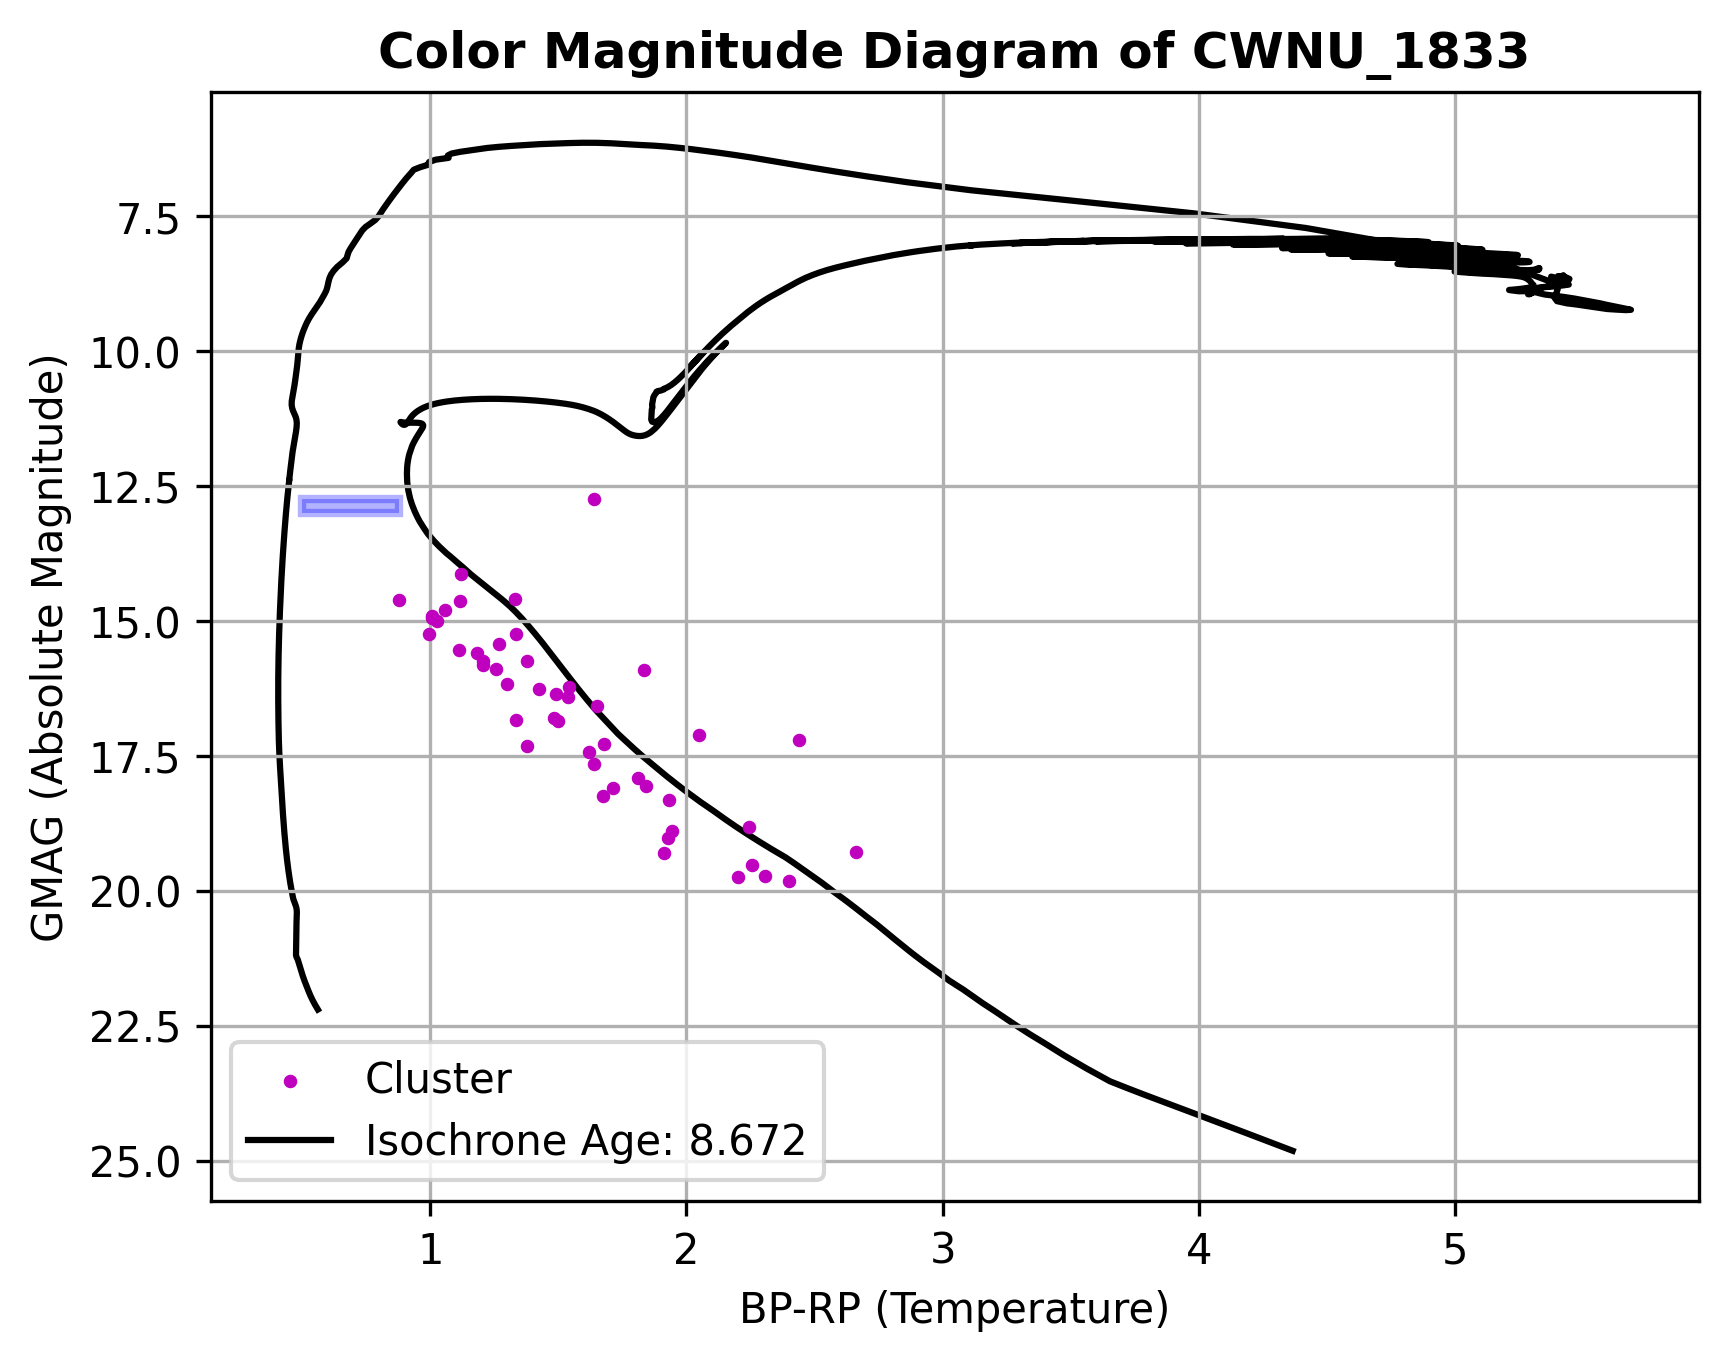 Color Magnitude Diagram of CWNU_1833
GMAG (Absolute Magnitude)
7.5
10.0
12.5
15.0
17.5
20.0
22.5
25.0
Cluster
Isochrone Age: 8.672
1 2 3 4 5
BP-RP (Temperature)